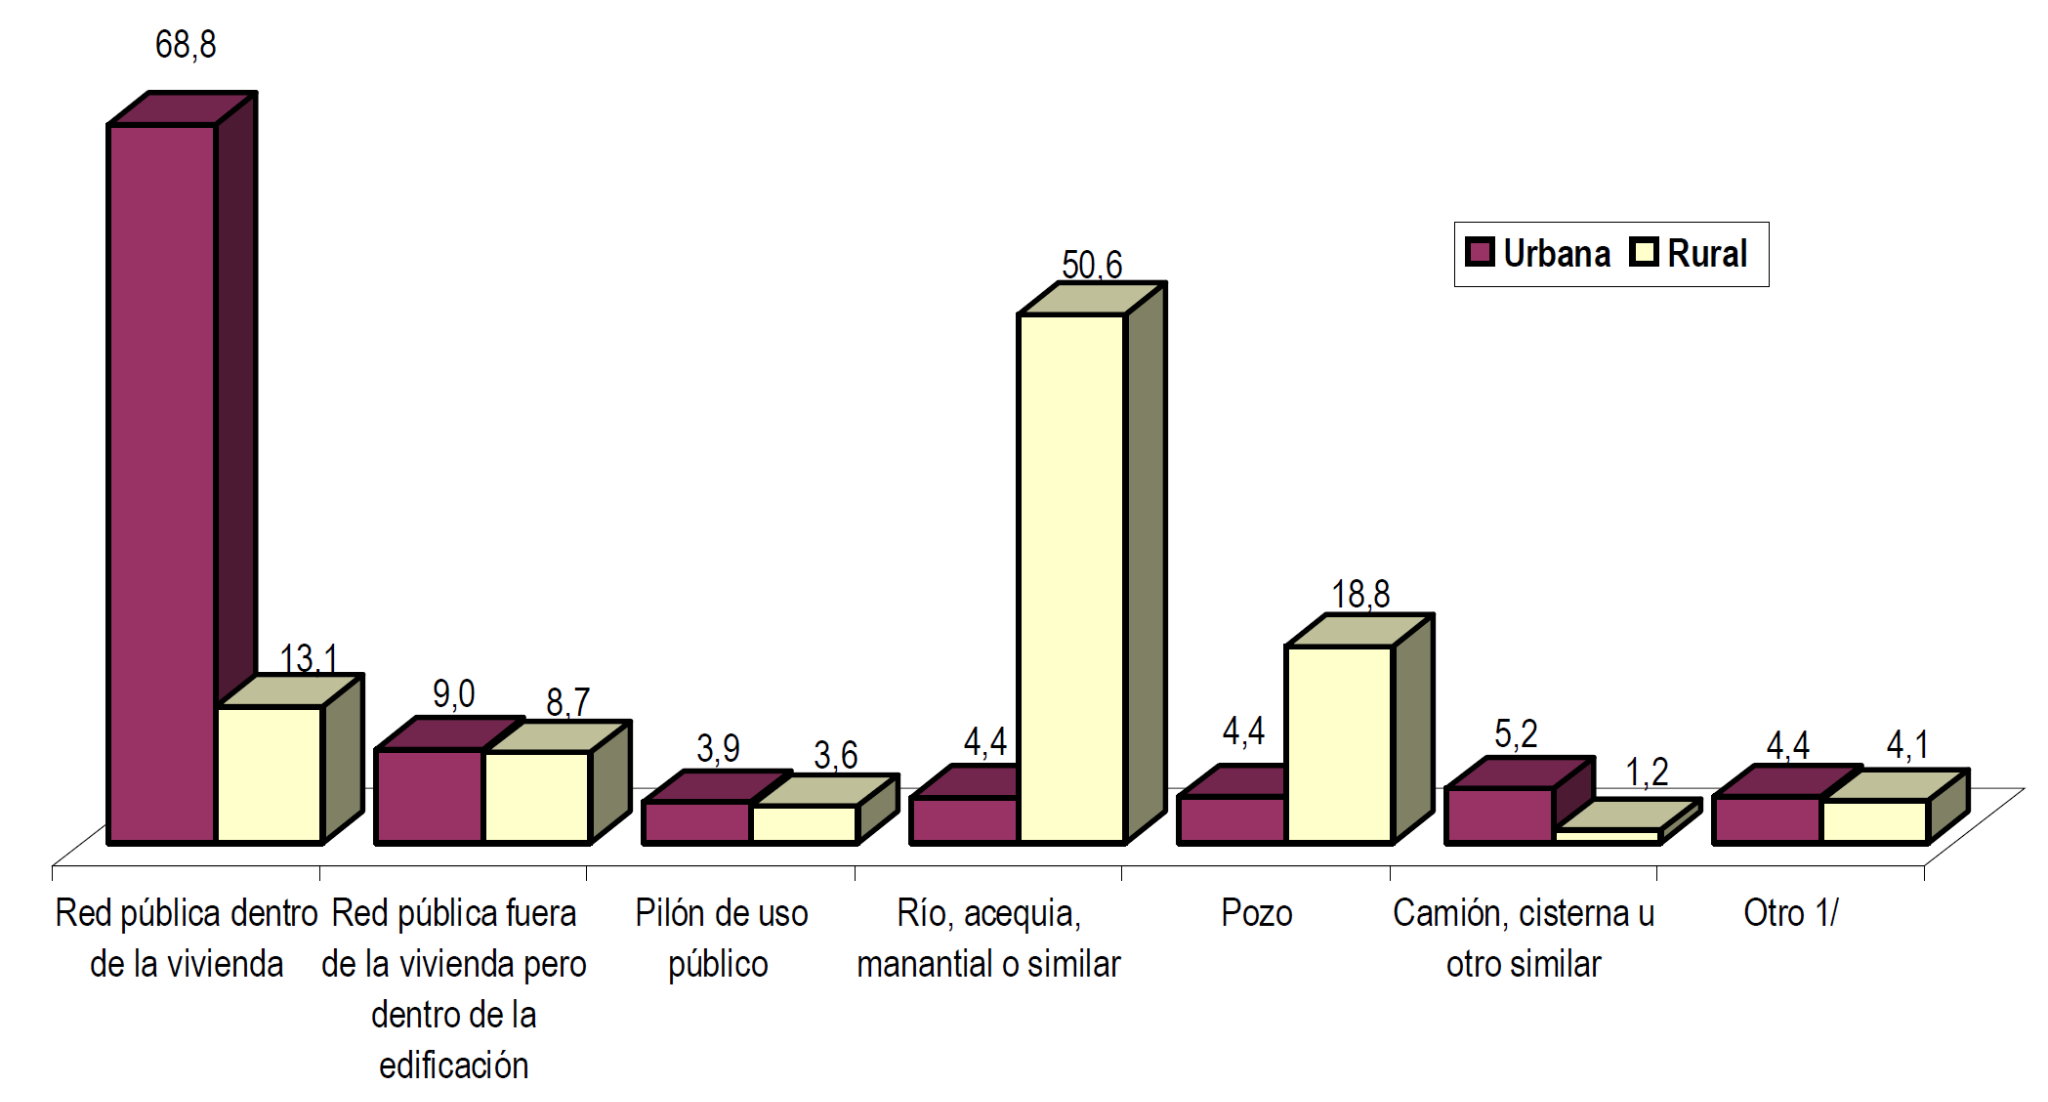 68,8
50,6
Urbana Rural
18,8
13,1
9,0
8,7
3,9
3,6
4,4
4,4
5,2
1,2
4,4
4,1
Red pública dentro
de la vivienda
Red pública fuera
de la vivienda pero
dentro de la
edificación
Pilón de uso
público
Río, acequia,
manantial o similar
Pozo
Camión, cisterna u
otro similar
Otro 1/